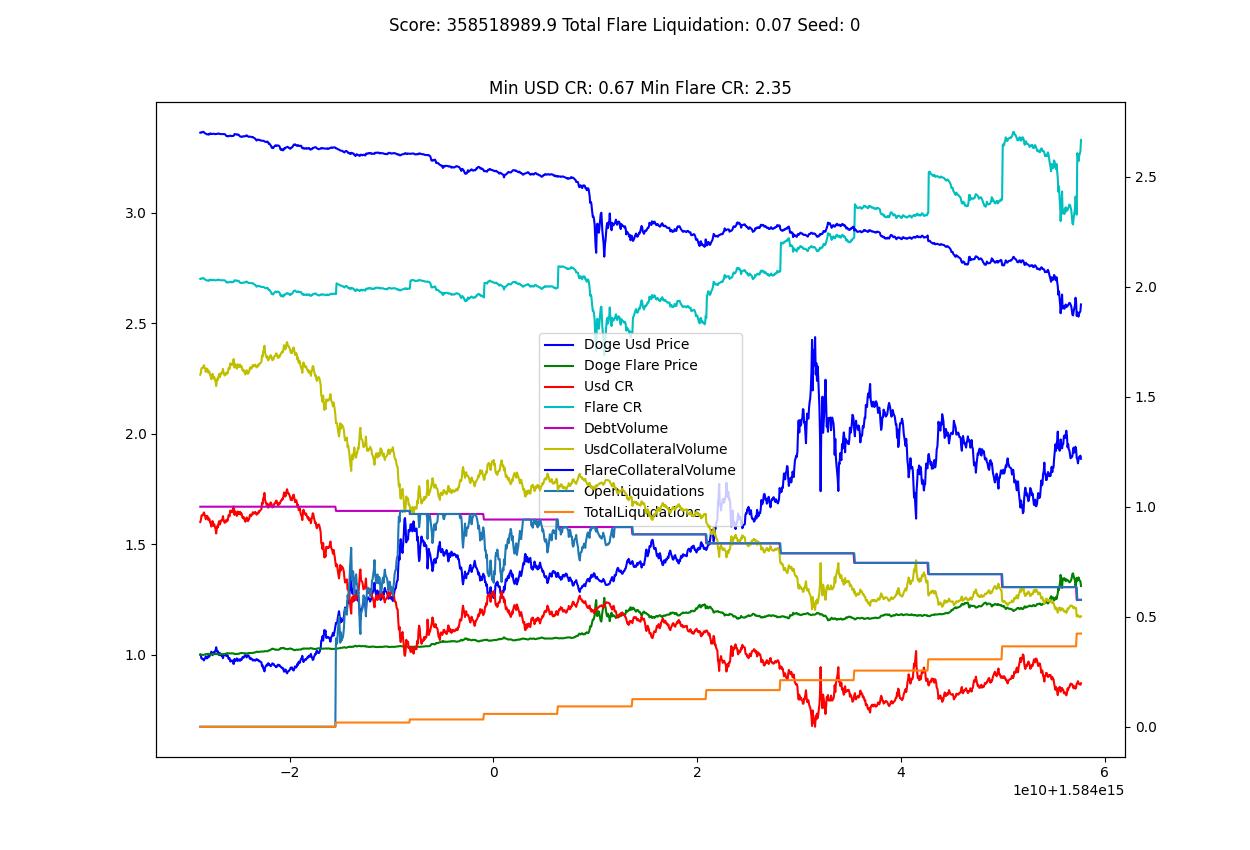 Score: 358518989.9 Total Flare Liquidation: 0.07 Seed: 0
Min USD CR: 0.67 Min Flare CR: 2.35
3.0
2.5
2.0
1.5
1.0
2.5
2.0
1.5
1.0
0.5
0.0
Doge Usd Price
Doge Flare Price
Usd CR
Flare CR
DebtVolume
UsdCollateralVolume
FlareCollateralVolume
OpenLiquidations
TotalLiquidations
−2 0 2 4 6
1e10+1.584e15